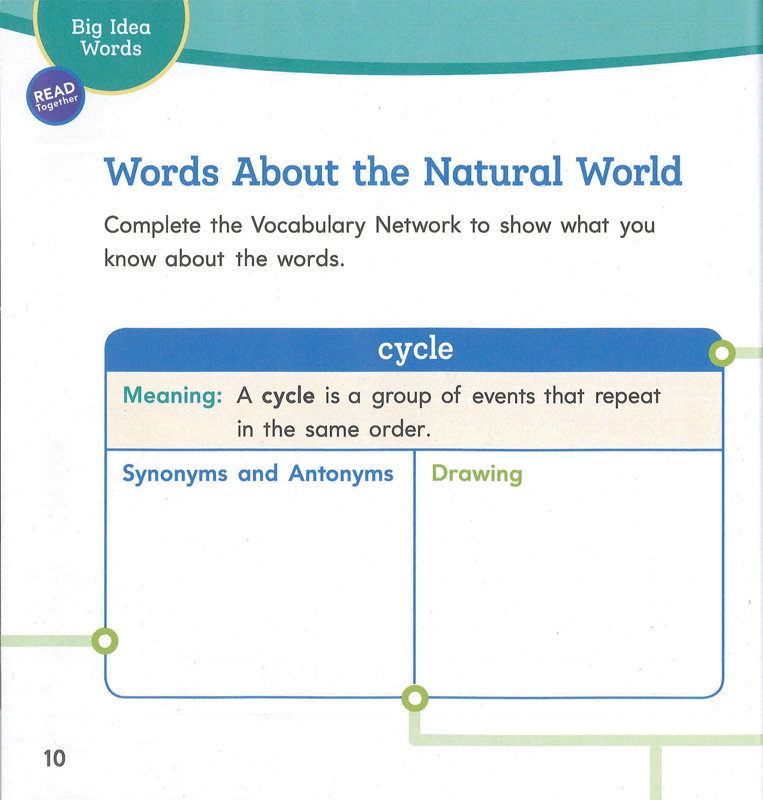 Big Idea
Words
READ
Together
Words About the Natural World
Complete the Vocabulary Network to show what you
know about the words.
cycle
Meaning: A cycle is a group of events that repeat
in the same order.
Synonyms and Antonyms
Drawing
10